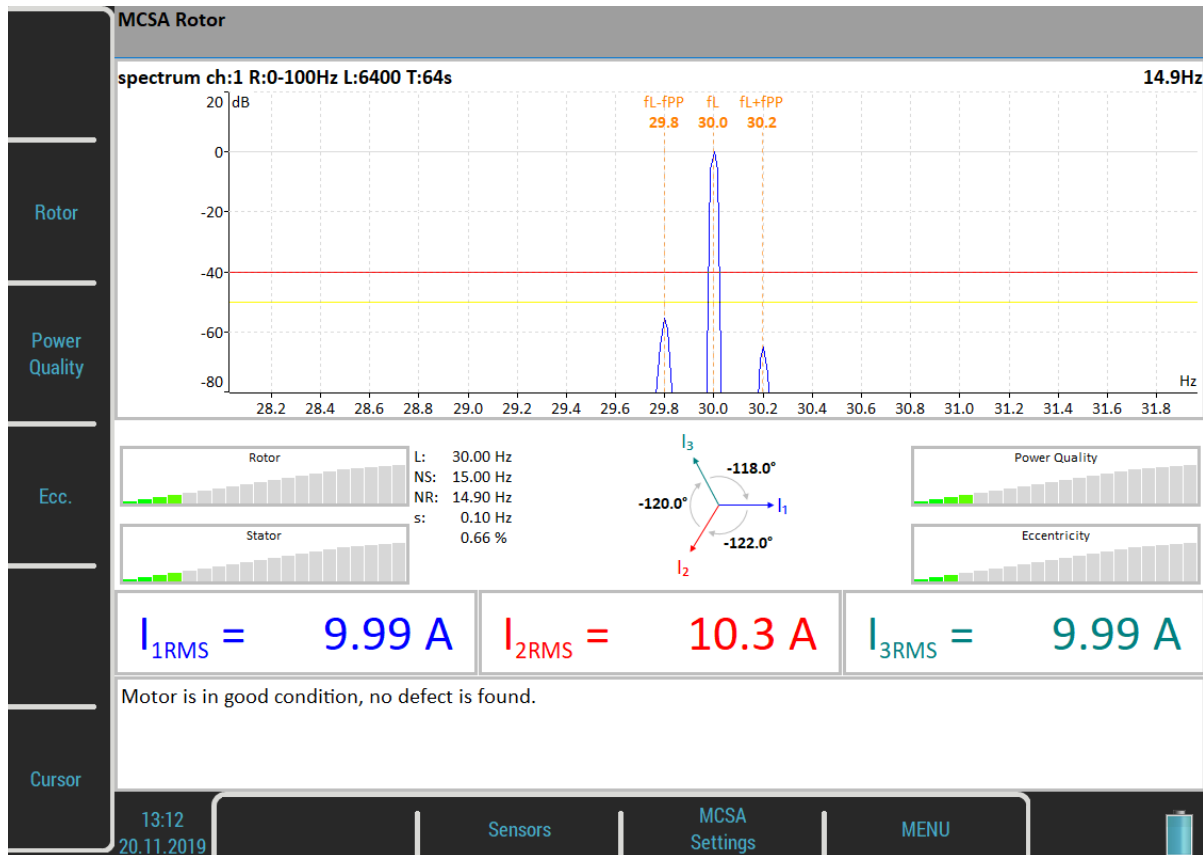 MCSA Rotor
spectrum ch:1 R:0-100Hz L:6400 T:64s 14.9Hz
20 dB
fL-fPP fL fL+fPP
29.8 30.0 30.2
0
-20
-40
-60
-80
Hz
28.2 28.4 28.6 28.8 29.0 29.2 29.4 29.6 29.8 30.0 30.2 30.4 30.6 30.8 31.0 31.2 31.4 31.6 31.8
Rotor
Power
Quality
Ecc.
Cursor
Rotor
Stator
L: 30.00 Hz
NS: 15.00 Hz
NR: 14.90 Hz
s: 0.10 Hz
0.66 %
I3
-118.0°
-120.0°
I1
-122.0°
I2
Power Quality
Eccentricity
I1RMS = 9.99 A
I2RMS = 10.3 A
I3RMS = 9.99 A
Motor is in good condition, no defect is found.
13:12
20.11.2019
Sensors
MCSA
Settings
MENU